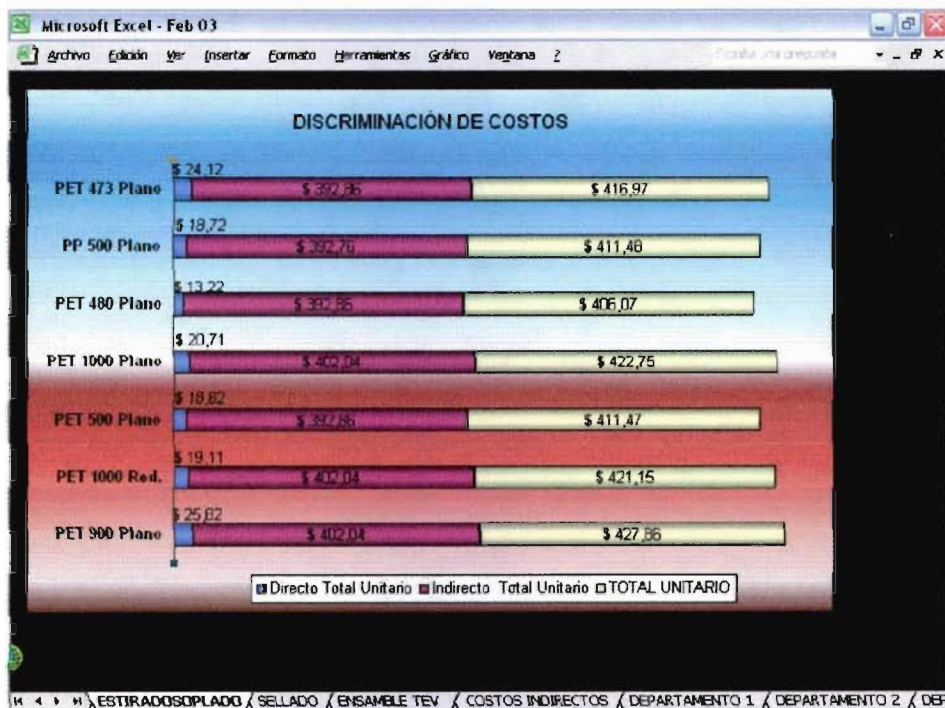 Microsoft Excel - Feb 03
Archivo Edición Ver Insertar Formato Herramientas Gráfico Ventana ?
Escriba una pregunta
DISCRIMINACIÓN DE COSTOS
$ 24,12
PET 473 Plano $ 392,86 $ 416,97
$ 18,72
PP 500 Plano $ 392,76 $ 411,48
$ 13,22
PET 480 Plano $ 392,86 $ 406,07
$ 20,71
PET 1000 Plano $ 402,04 $ 422,75
$ 18,62
PET 500 Plano $ 392,86 $ 411,47
$ 19,11
PET 1000 Red. $ 402,04 $ 421,15
$ 25,82
PET 900 Plano $ 402,04 $ 427,86
Directo Total Unitario Indirecto Total Unitario TOTAL UNITARIO
ESTIRADOSOPLADO / SELLADO / ENSAMBLE TEV / COSTOS INDIRECTOS / DEPARTAMENTO 1 / DEPARTAMENTO 2 / DEP